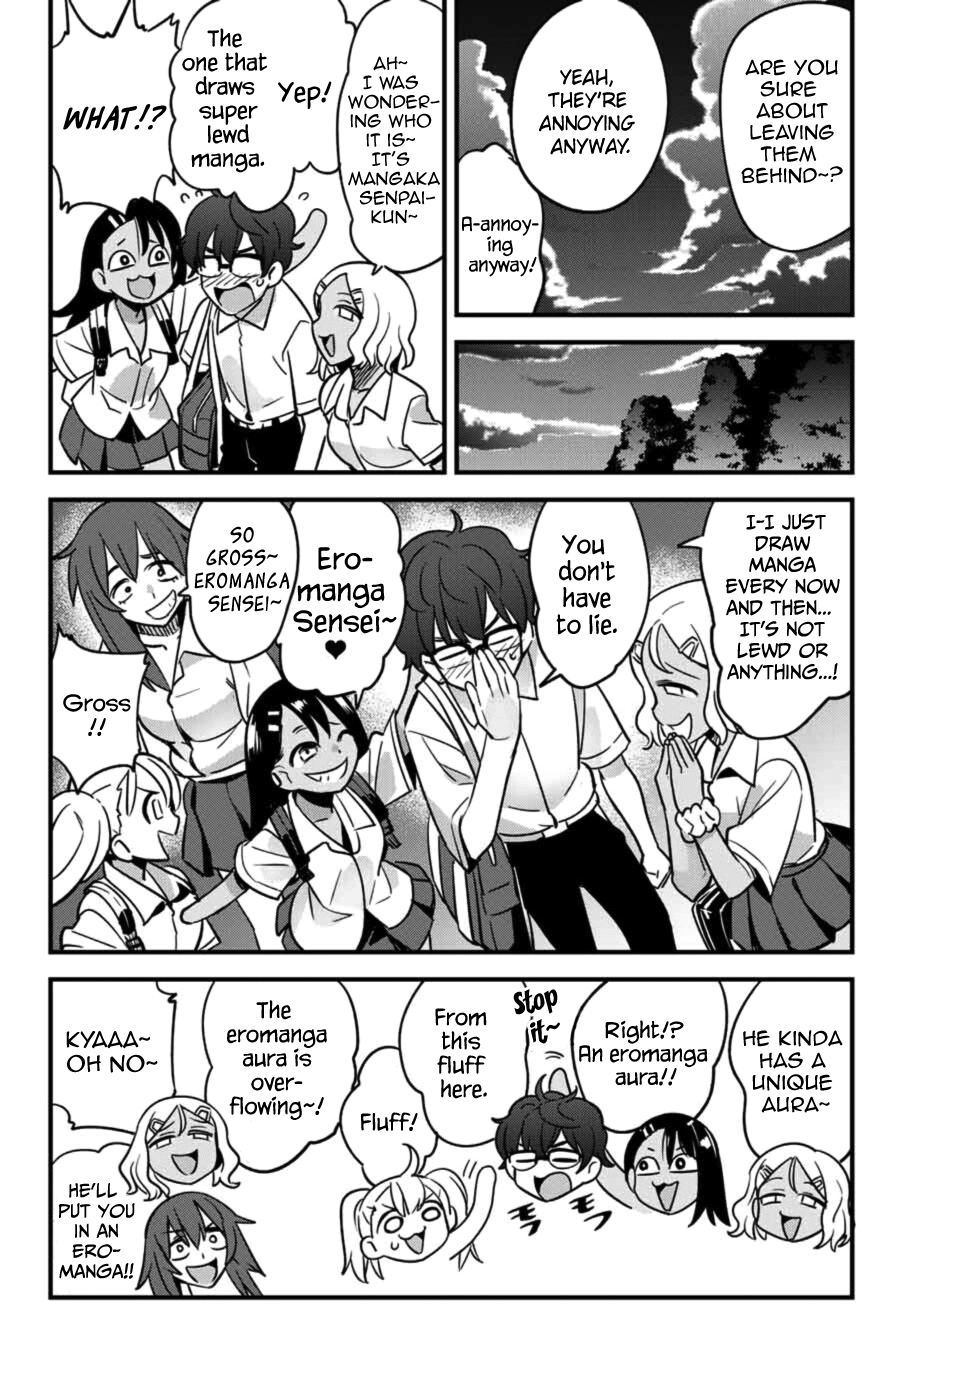 ARE YOU
SURE
ABOUT
LEAVING
THEM
BEHIND~?
YEAH,
THEY'RE
ANNOYING
ANYWAY.
A-annoy-
ing
anyway!
AH~
I WAS
WONDER-
ING WHO
IT IS~
IT'S
MANGAKA
SENPAI-
KUN~
Yep!
The
one that
draws
super
lewd
manga.
WHAT!?
I-I JUST
DRAW
MANGA
EVERY NOW
AND THEN...
IT'S NOT
LEWD OR
ANYTHING...!
You
don't
have
to lie.
Ero-
manga
Sensei~
♥
SO
GROSS~
EROMANGA
SENSEI~
Gross
!!
HE KINDA
HAS A
UNIQUE
AURA~
Right!?
An eromanga
aura!!
Stop
it~
From
this
fluff
here.
モ モ
Fluff!
The
eromanga
aura is
over-
flowing~!
KYAAA~
OH NO~
HE'LL
PUT YOU
IN AN
ERO-
MANGA!!